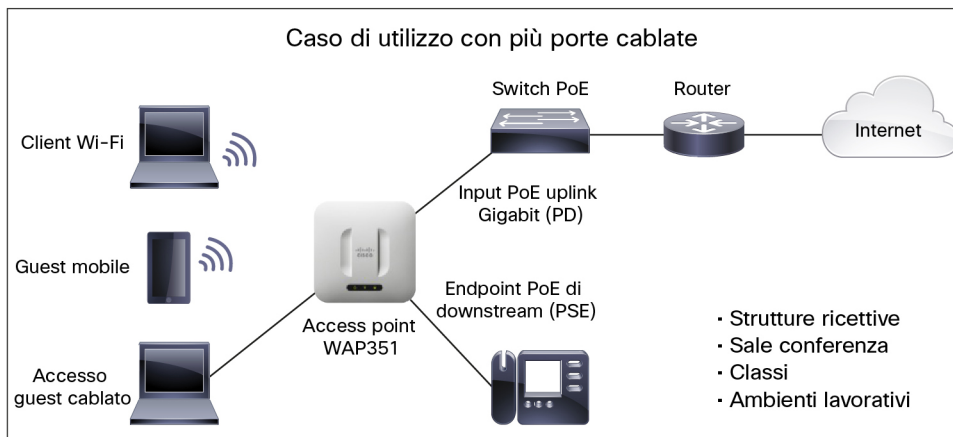 Caso di utilizzo con più porte cablate
Switch PoE
Router
Internet
Client Wi-Fi
Input PoE uplink
Gigabit (PD)
Guest mobile
cisco
Access point
WAP351
Endpoint PoE di
downstream (PSE)
Accesso
guest cablato
· Strutture ricettive
· Sale conferenza
· Classi
· Ambienti lavorativi